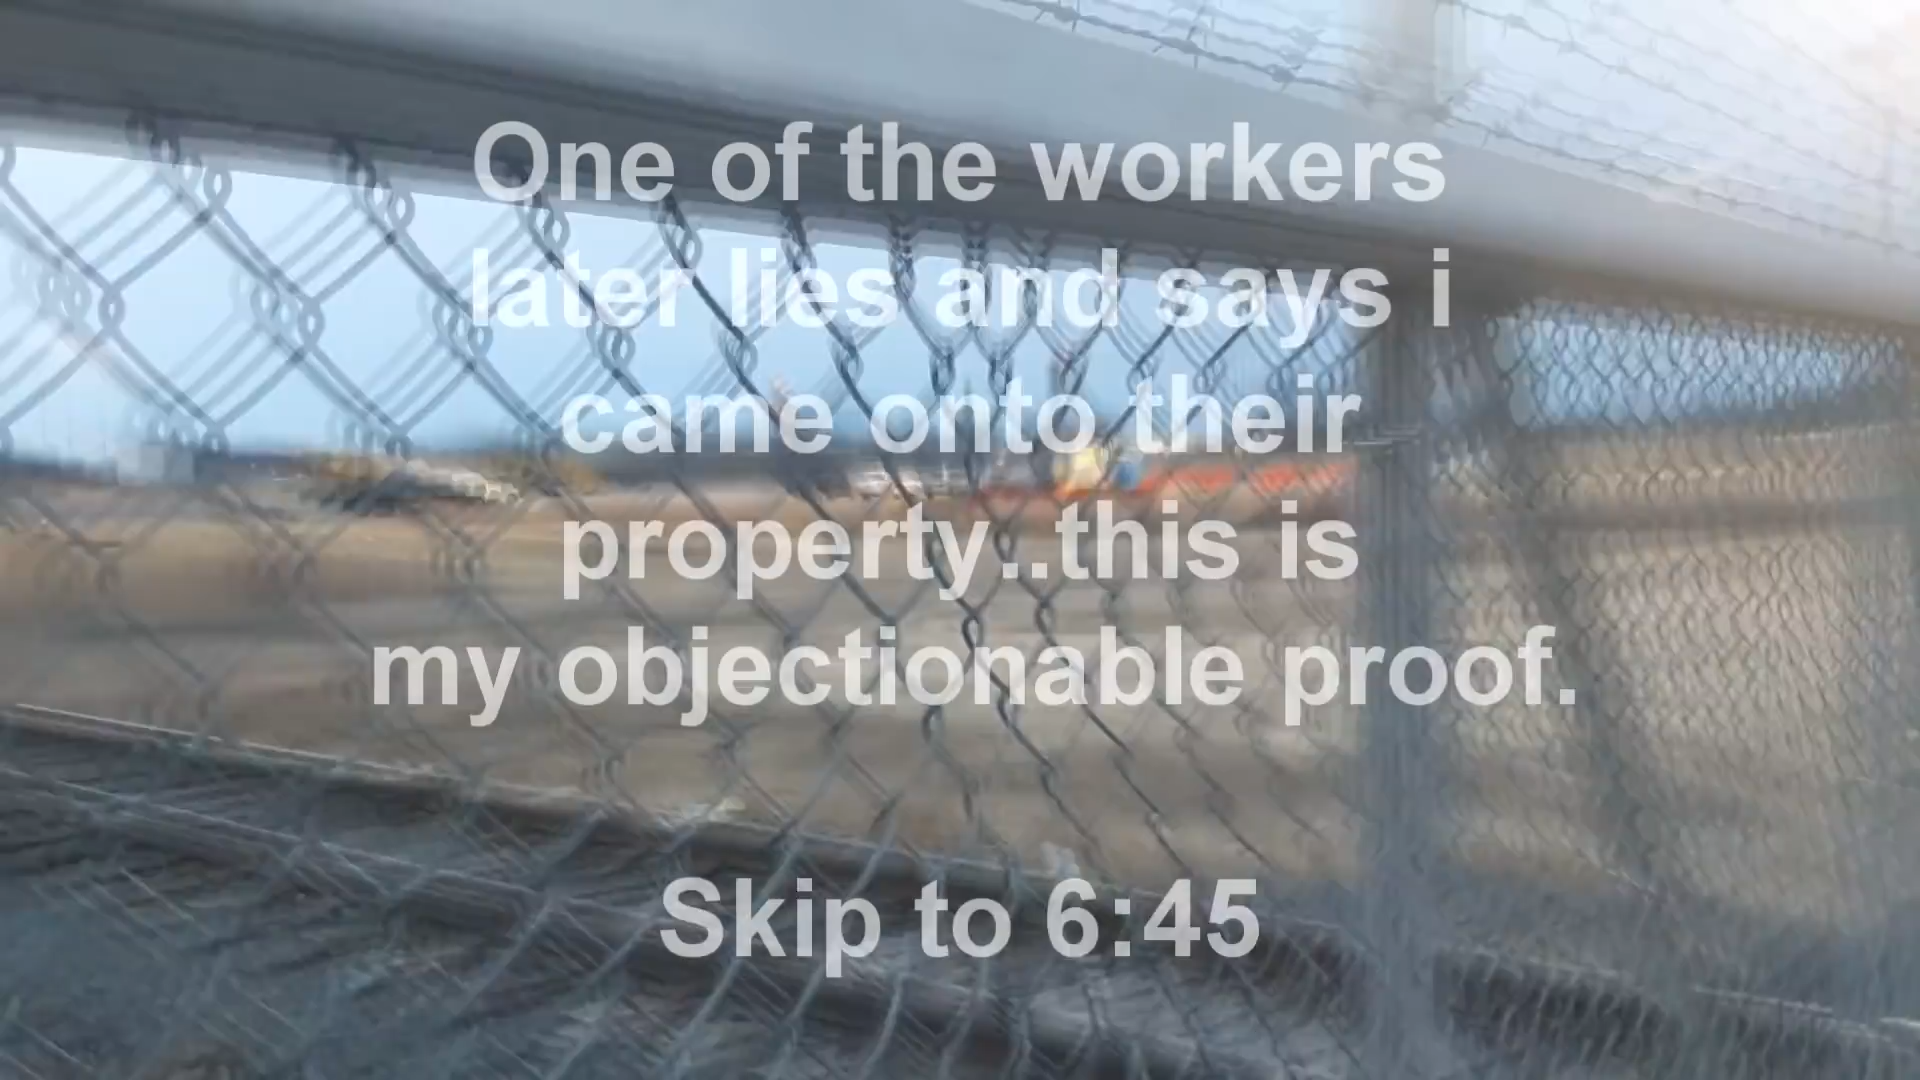 One of the workers
later lies and says i
came onto their
property..this is
my objectionable proof.
Skip to 6:45